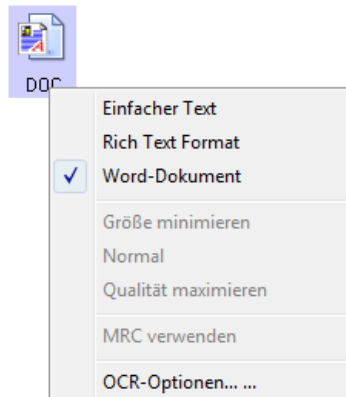 DOC
Einfacher Text
Rich Text Format
Word-Dokument
Größe minimieren
Normal
Qualität maximieren
MRC verwenden
OCR-Optionen... ...